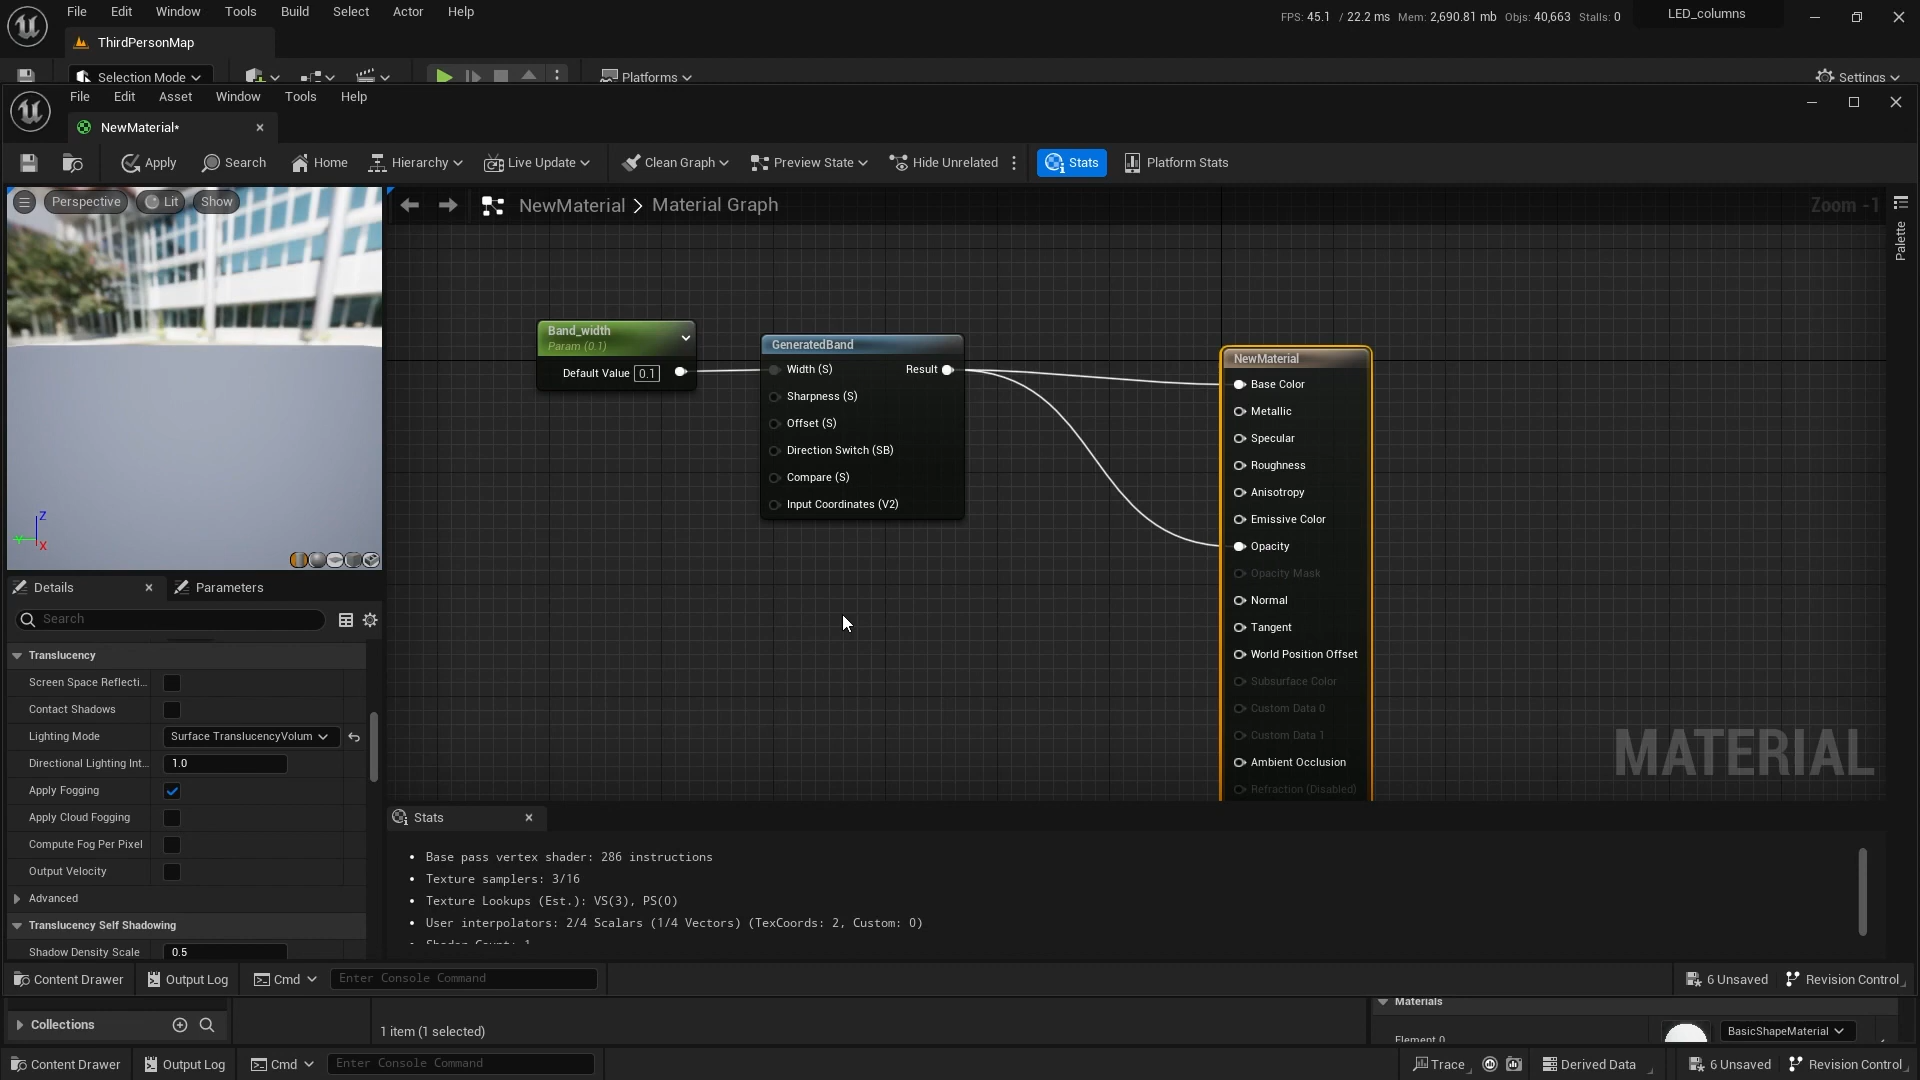 File Edit Window Tools Build Select Actor Help
FPS: 45.1 / 22.2 ms Mem: 2,690.81 mb Objs: 40,663 Stalls: 0
LED_columns
ThirdPersonMap
Selection Mode
Platforms
Settings
File Edit Asset Window Tools Help
NewMaterial*
Apply Search Home Hierarchy Live Update Clean Graph Preview State Hide Unrelated Stats Platform Stats
Perspective Lit Show
NewMaterial > Material Graph
Zoom -1
Palette
Band_width
Param (0.1)
Default Value 0.1
GeneratedBand
Width (S) Result
Sharpness (S)
Offset (S)
Direction Switch (SB)
Compare (S)
Input Coordinates (V2)
NewMaterial
Base Color
Metallic
Specular
Roughness
Anisotropy
Emissive Color
Opacity
Opacity Mask
Normal
Tangent
World Position Offset
Subsurface Color
Custom Data 0
Custom Data 1
Ambient Occlusion
Refraction (Disabled)
MATERIAL
Z
X
Details
Parameters
Search
Translucency
Screen Space Reflecti...
Contact Shadows
Lighting Mode Surface TranslucencyVolum
Directional Lighting Int... 1.0
Apply Fogging
Apply Cloud Fogging
Compute Fog Per Pixel
Output Velocity
Advanced
Translucency Self Shadowing
Shadow Density Scale 0.5
Stats
• Base pass vertex shader: 286 instructions
• Texture samplers: 3/16
• Texture Lookups (Est.): VS(3), PS(0)
• User interpolators: 2/4 Scalars (1/4 Vectors) (TexCoords: 2, Custom: 0)
• Shader Count: 1
Content Drawer Output Log Cmd Enter Console Command 6 Unsaved Revision Control
Collections
1 item (1 selected)
Materials
Element 0
BasicShapeMaterial
Content Drawer Output Log Cmd Enter Console Command Trace Derived Data 6 Unsaved Revision Control